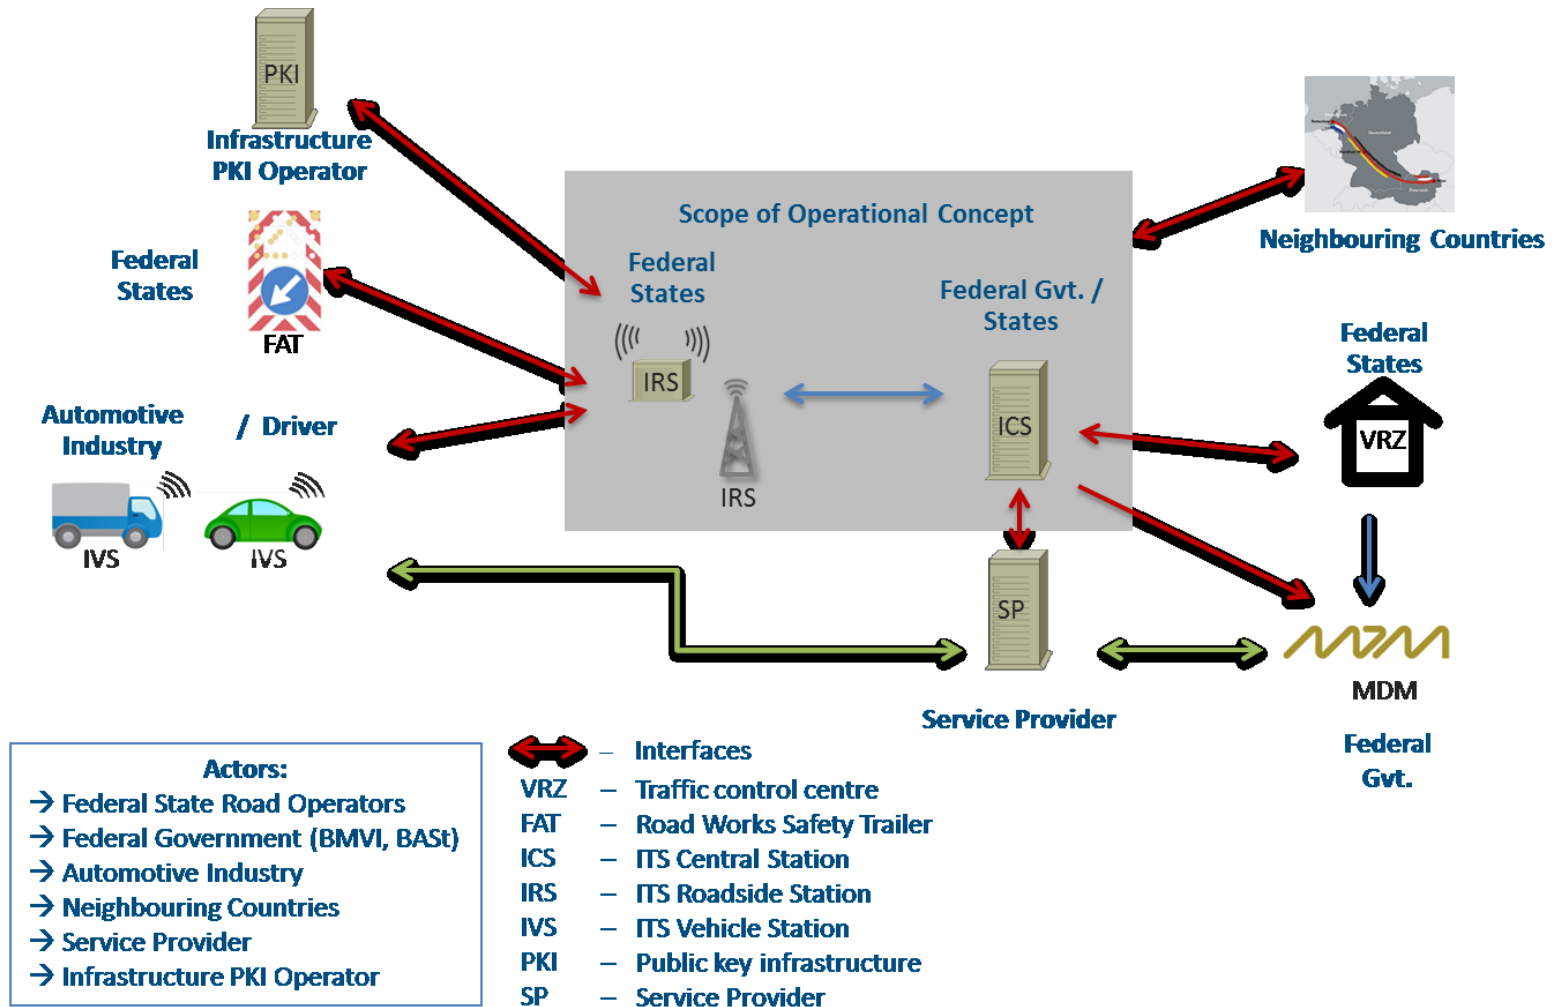 PKI
Infrastructure
PKI Operator
Federal
States
FAT
Automotive
Industry
/ Driver
IVS
IVS
Scope of Operational Concept
Federal
States
IRS
IRS
Federal Gvt. /
States
ICS
SP
Service Provider
Neighbouring Countries
Federal
States
VRZ
MDM
MDM
Federal
Gvt.
Actors:
→ Federal State Road Operators
→ Federal Government (BMVI, BASt)
→ Automotive Industry
→ Neighbouring Countries
→ Service Provider
→ Infrastructure PKI Operator
– Interfaces
VRZ – Traffic control centre
FAT – Road Works Safety Trailer
ICS – ITS Central Station
IRS – ITS Roadside Station
IVS – ITS Vehicle Station
PKI – Public key infrastructure
SP – Service Provider